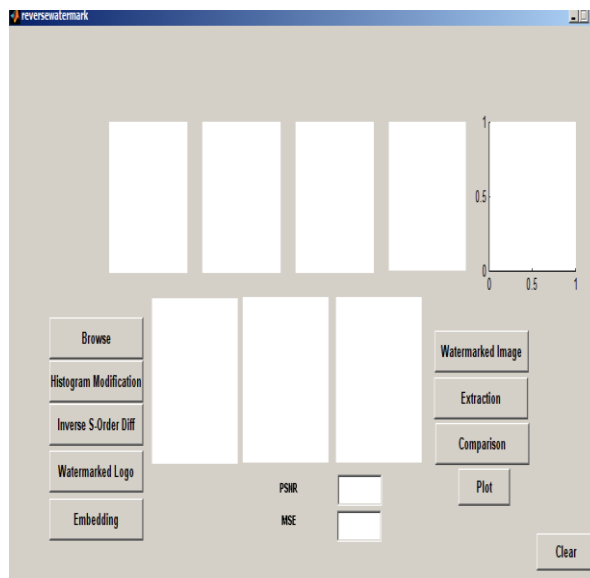 reversewatermark
1
0.5
0
0 0.5 1
Browse
Histogram Modification
Inverse S-Order Diff
Watermarked Logo
Embedding
Watermarked Image
Extraction
Comparison
Plot
PSNR
MSE
Clear